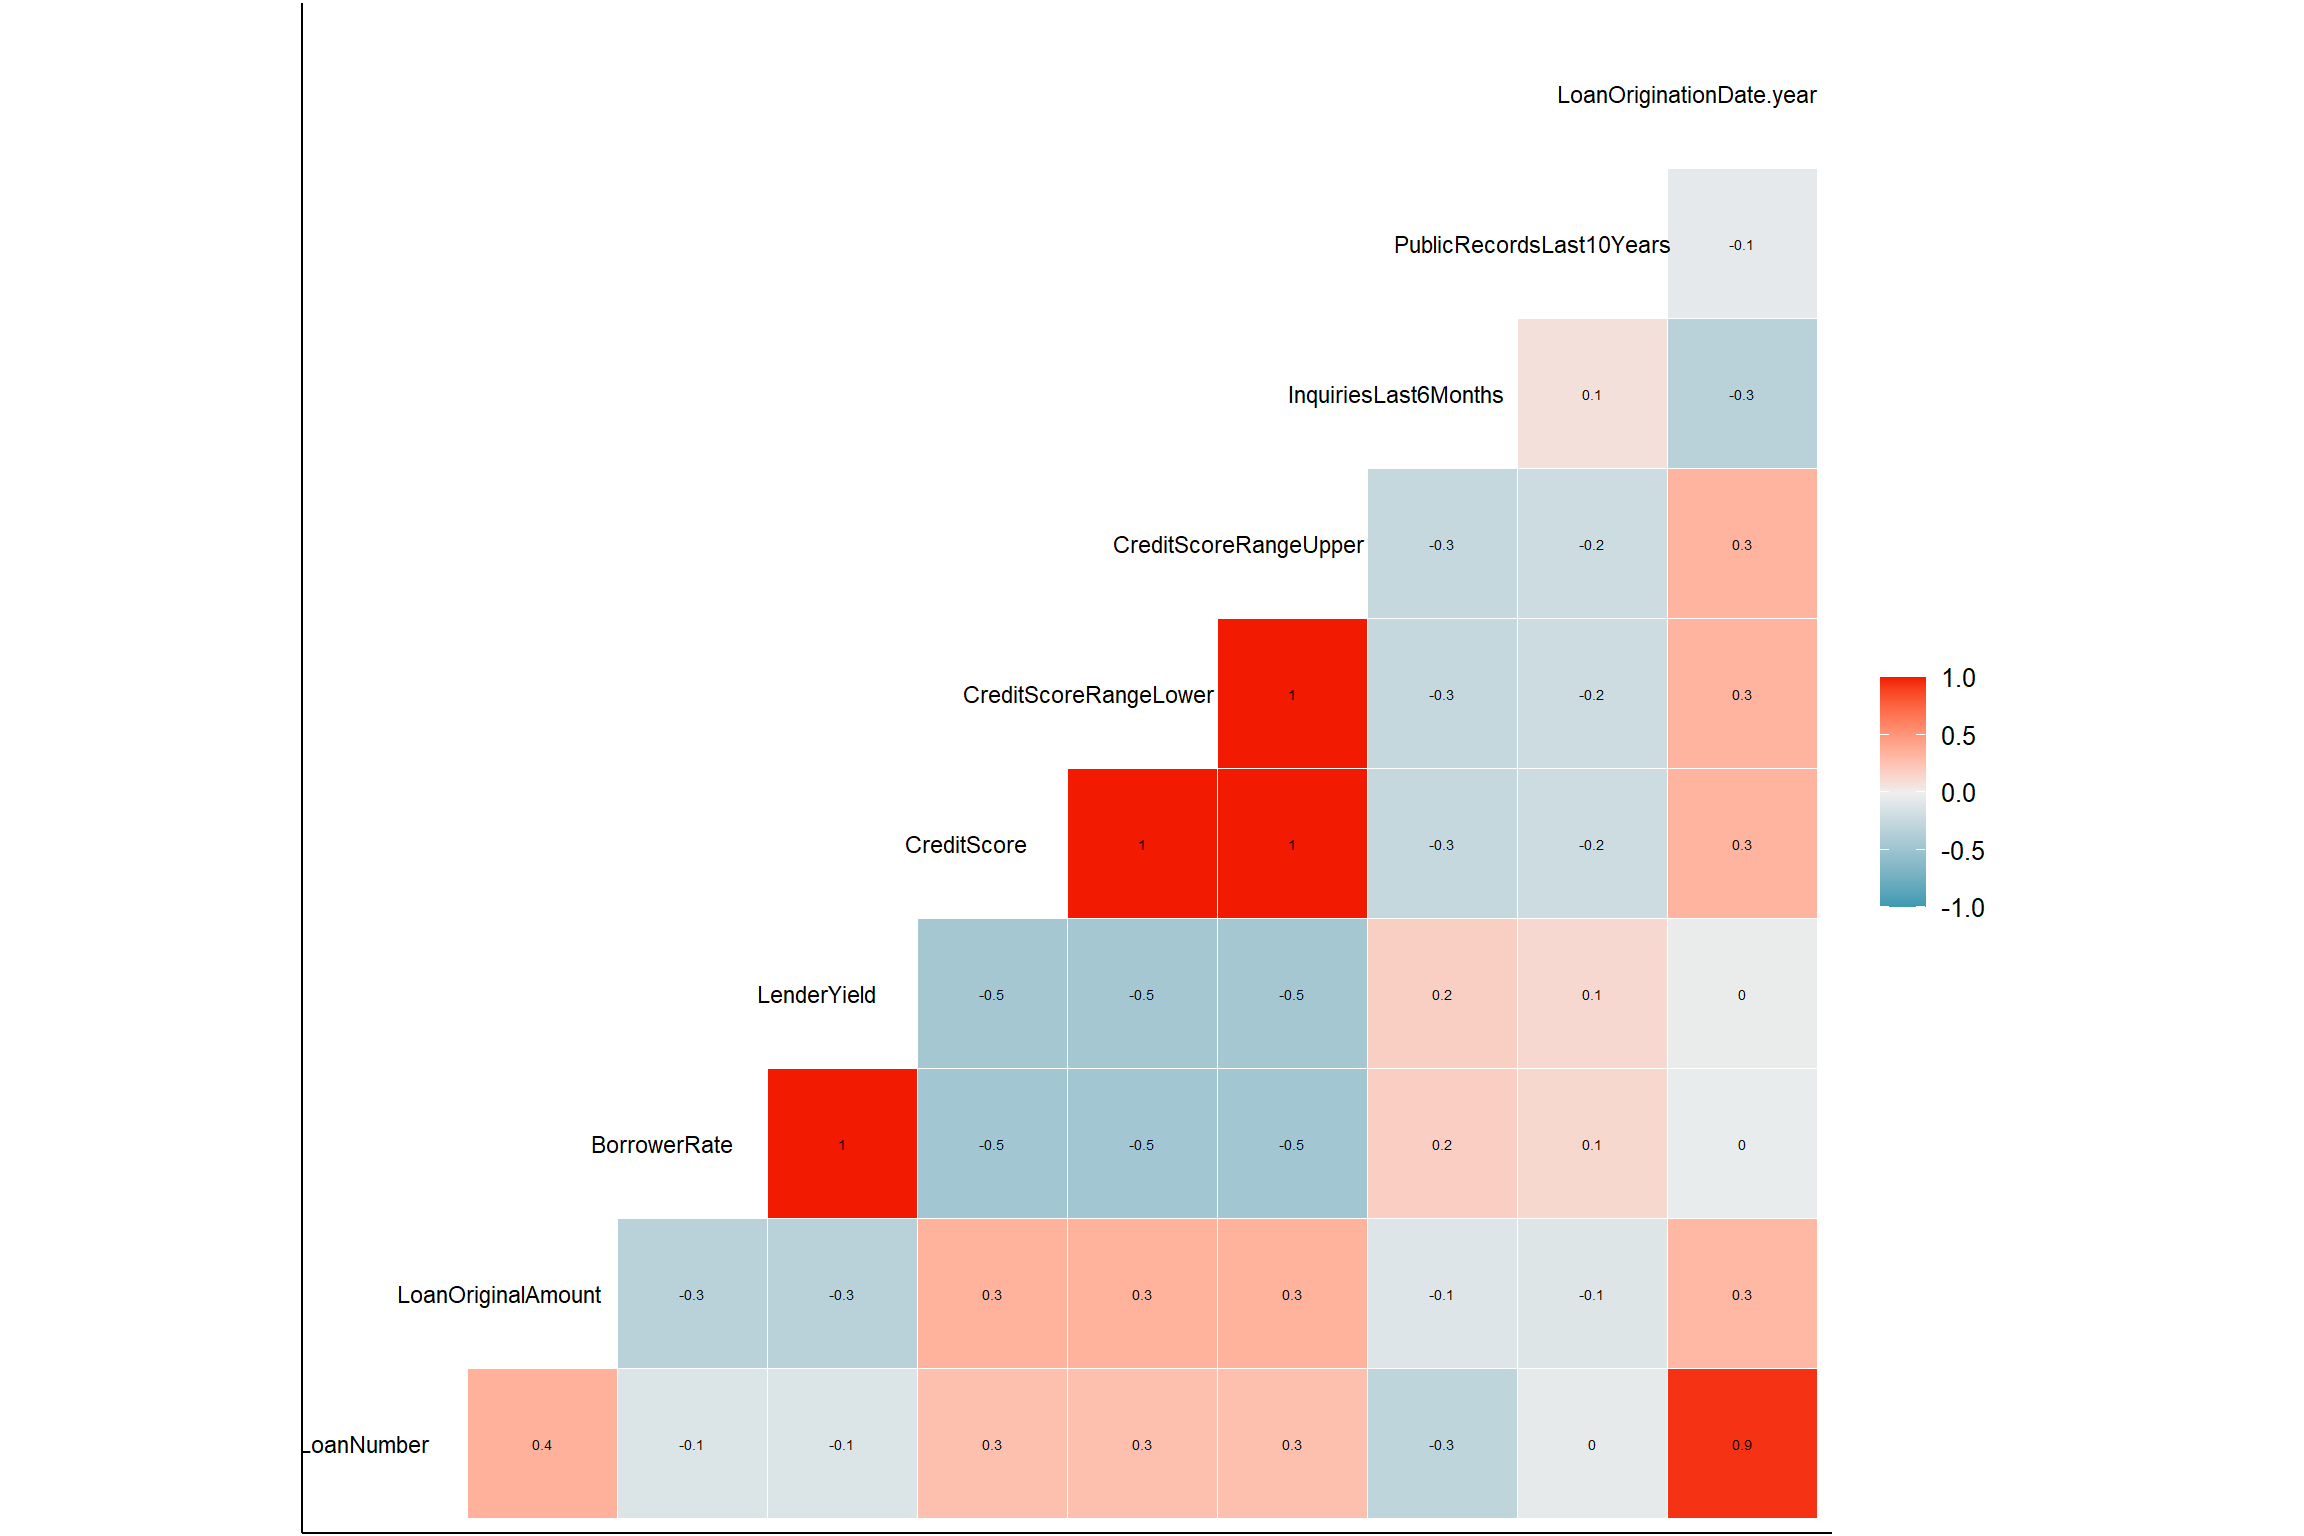 LoanOriginationDate.year
PublicRecordsLast10Years -0.1
InquiriesLast6Months 0.1 -0.3
CreditScoreRangeUpper -0.3 -0.2 0.3
CreditScoreRangeLower 1 -0.3 -0.2 0.3
CreditScore 1 1 -0.3 -0.2 0.3
LenderYield -0.5 -0.5 -0.5 0.2 0.1 0
BorrowerRate 1 -0.5 -0.5 -0.5 0.2 0.1 0
LoanOriginalAmount -0.3 -0.3 0.3 0.3 0.3 -0.1 -0.1 0.3
LoanNumber 0.4 -0.1 -0.1 0.3 0.3 0.3 -0.3 0 0.9
1.0
0.5
0.0
-0.5
-1.0